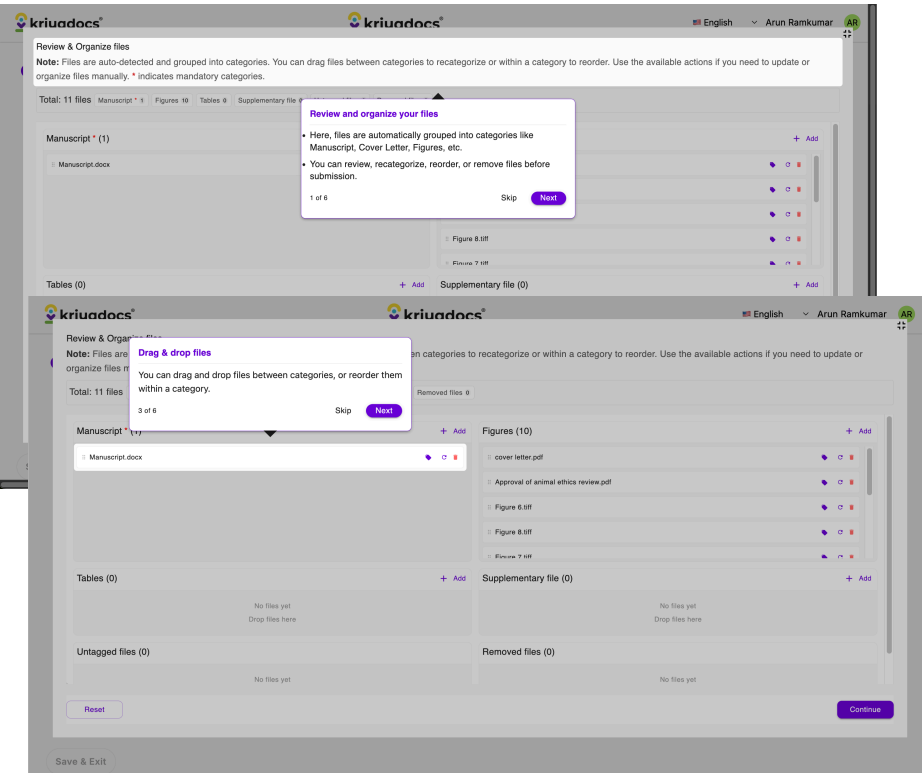 kriyadocs®
kriyadocs®
English
Arun Ramkumar
AR
Review & Organize files
Note: Files are auto-detected and grouped into categories. You can drag files between categories to recategorize or within a category to reorder. Use the available actions if you need to update or
organize files manually. * indicates mandatory categories.
Total: 11 files Manuscript * 1 Figures 10 Tables 0 Supplementary file 0
Review and organize your files
• Here, files are automatically grouped into categories like
Manuscript, Cover Letter, Figures, etc.
• You can review, recategorize, reorder, or remove files before
submission.
1 of 6
Skip
Next
Manuscript * (1)
+ Add
Manuscript.docx
Figure 8.tiff
Figure 7.tiff
Tables (0)
+ Add
Supplementary file (0)
+ Add
kriyadocs®
kriyadocs®
English
Arun Ramkumar
AR
Review & Organize files
Note: Files are
en categories to recategorize or within a category to reorder. Use the available actions if you need to update or
organize files m
Total: 11 files
Removed files 0
Drag & drop files
You can drag and drop files between categories, or reorder them
within a category.
3 of 6
Skip
Next
Manuscript * (1)
+ Add
Figures (10)
+ Add
Manuscript.docx
cover letter.pdf
Approval of animal ethics review.pdf
Figure 6.tiff
Figure 8.tiff
Figure 7.tiff
Tables (0)
+ Add
Supplementary file (0)
+ Add
No files yet
Drop files here
No files yet
Drop files here
Untagged files (0)
Removed files (0)
No files yet
No files yet
Reset
Continue
Save & Exit